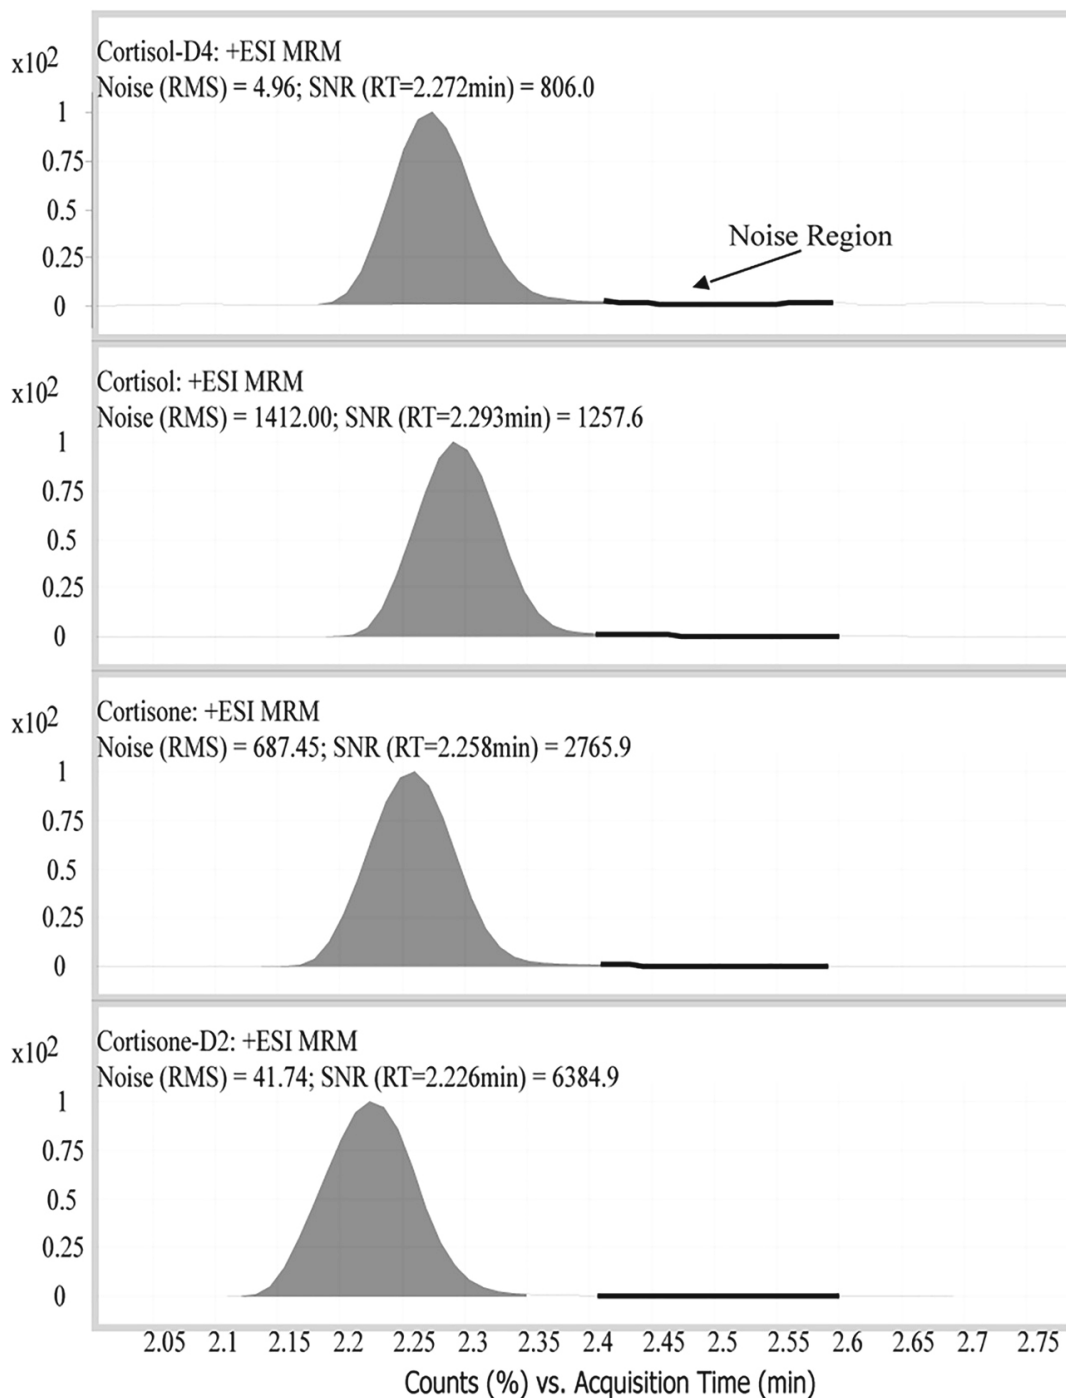 Cortisol-D4: +ESI MRM
x10²
Noise (RMS) = 4.96; SNR (RT=2.272min) = 806.0
1
0.75
0.5
Noise Region
0.25
0
Cortisol: +ESI MRM
x10²
Noise (RMS) = 1412.00; SNR (RT=2.293min) = 1257.6
1
0.75
0.5
0.25
0
Cortisone: +ESI MRM
x10²
Noise (RMS) = 687.45; SNR (RT=2.258min) = 2765.9
1
0.75
0.5
0.25
0
Cortisone-D2: +ESI MRM
x10²
Noise (RMS) = 41.74; SNR (RT=2.226min) = 6384.9
1
0.75
0.5
0.25
0
2.05 2.1 2.15 2.2 2.25 2.3 2.35 2.4 2.45 2.5 2.55 2.6 2.65 2.7 2.75
Counts (%) vs. Acquisition Time (min)